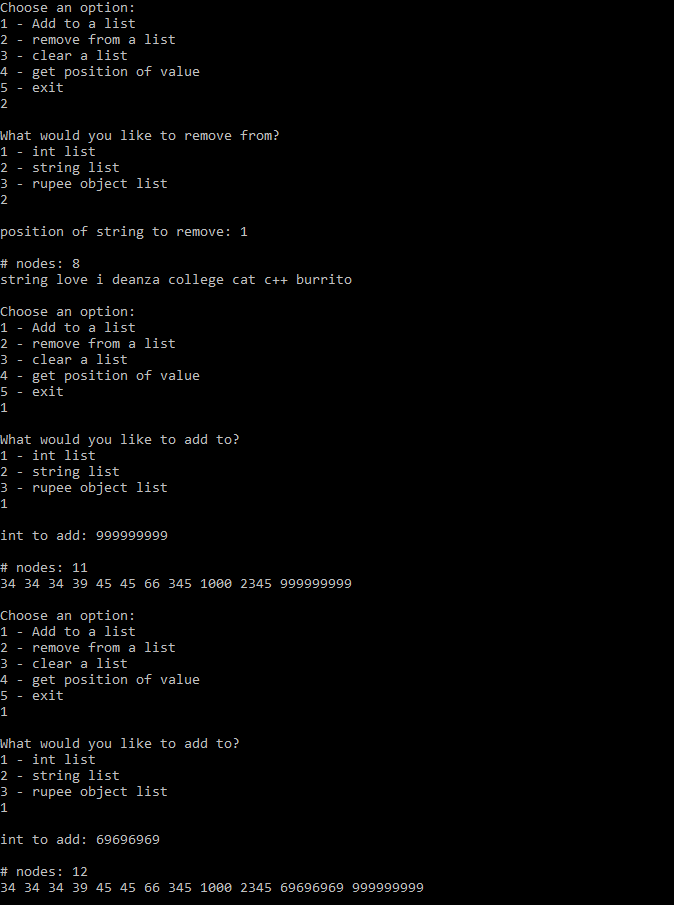 Choose an option:
1 - Add to a list
2 - remove from a list
3 - clear a list
4 - get position of value
5 - exit
2
What would you like to remove from?
1 - int list
2 - string list
3 - rupee object list
2
position of string to remove: 1
# nodes: 8
string love i deanza college cat c++ burrito
Choose an option:
1 - Add to a list
2 - remove from a list
3 - clear a list
4 - get position of value
5 - exit
1
What would you like to add to?
1 - int list
2 - string list
3 - rupee object list
1
int to add: 999999999
# nodes: 11
34 34 34 39 45 45 66 345 1000 2345 999999999
Choose an option:
1 - Add to a list
2 - remove from a list
3 - clear a list
4 - get position of value
5 - exit
1
What would you like to add to?
1 - int list
2 - string list
3 - rupee object list
1
int to add: 69696969
# nodes: 12
34 34 34 39 45 45 66 345 1000 2345 69696969 999999999